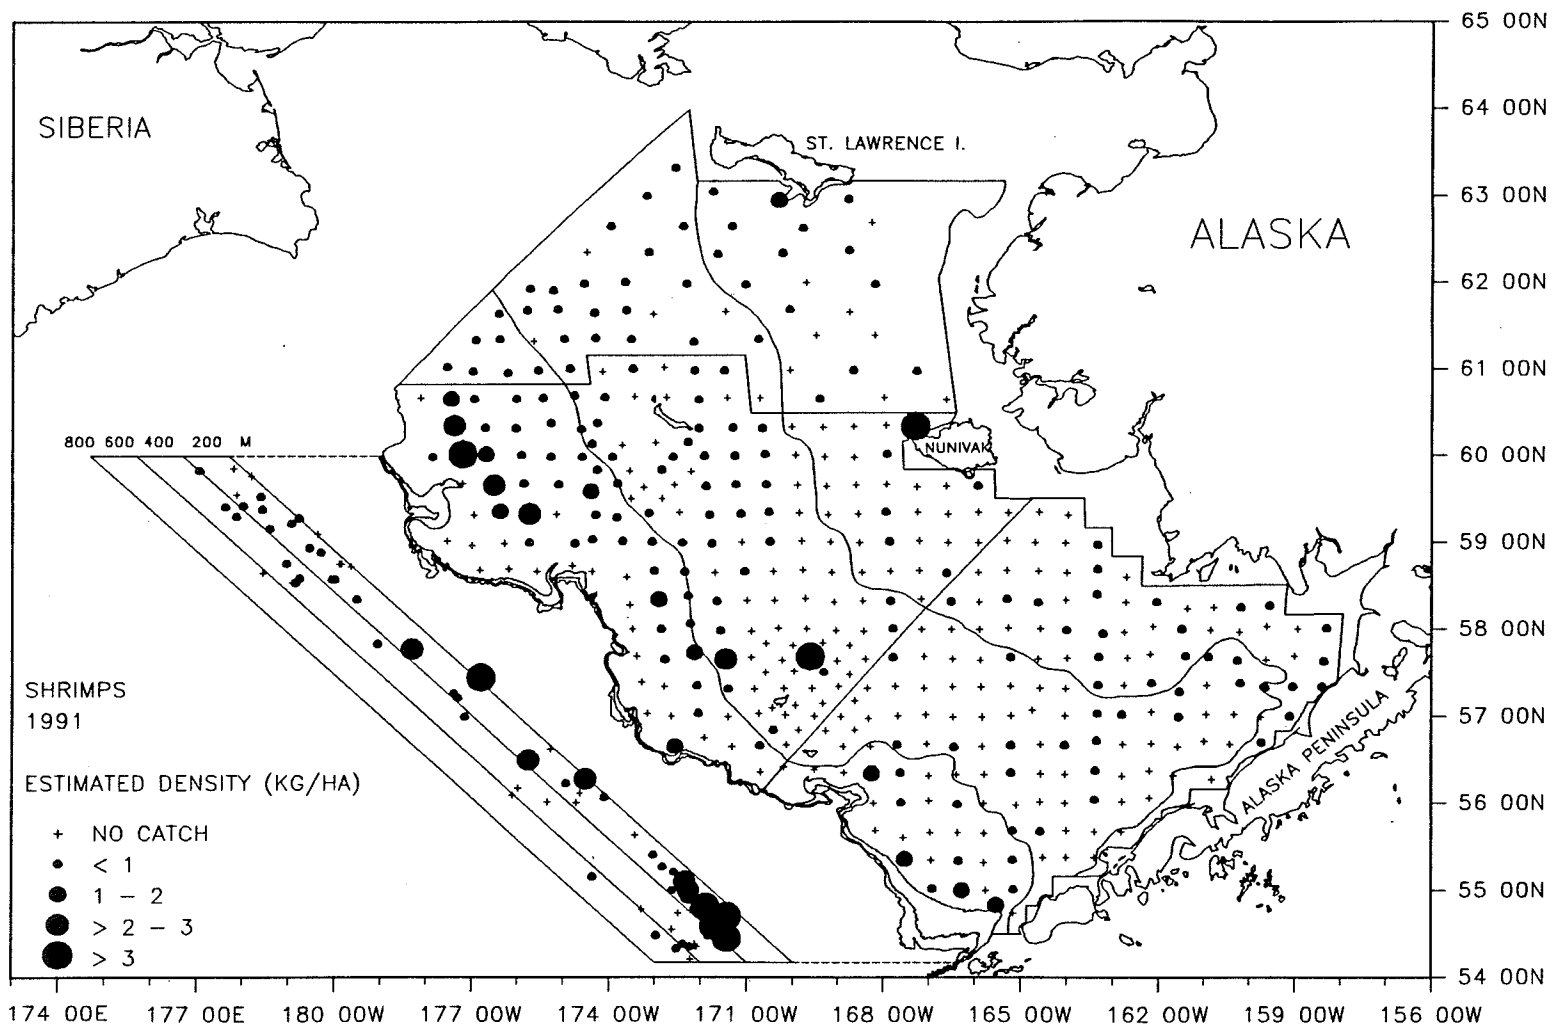 65 00N
64 00N
SIBERIA
ST. LAWRENCE I.
63 00N
ALASKA
62 00N
61 00N
800 600 400 200 M
NUNIVAK
60 00N
59 00N
58 00N
SHRIMPS
1991
57 00N
ALASKA PENINSULA
ESTIMATED DENSITY (KG/HA)
56 00N
+ NO CATCH
< 1
1 - 2
> 2 - 3
> 3
55 00N
54 00N
174 00E 177 00E 180 00W 177 00W 174 00W 171 00W 168 00W 165 00W 162 00W 159 00W 156 00W